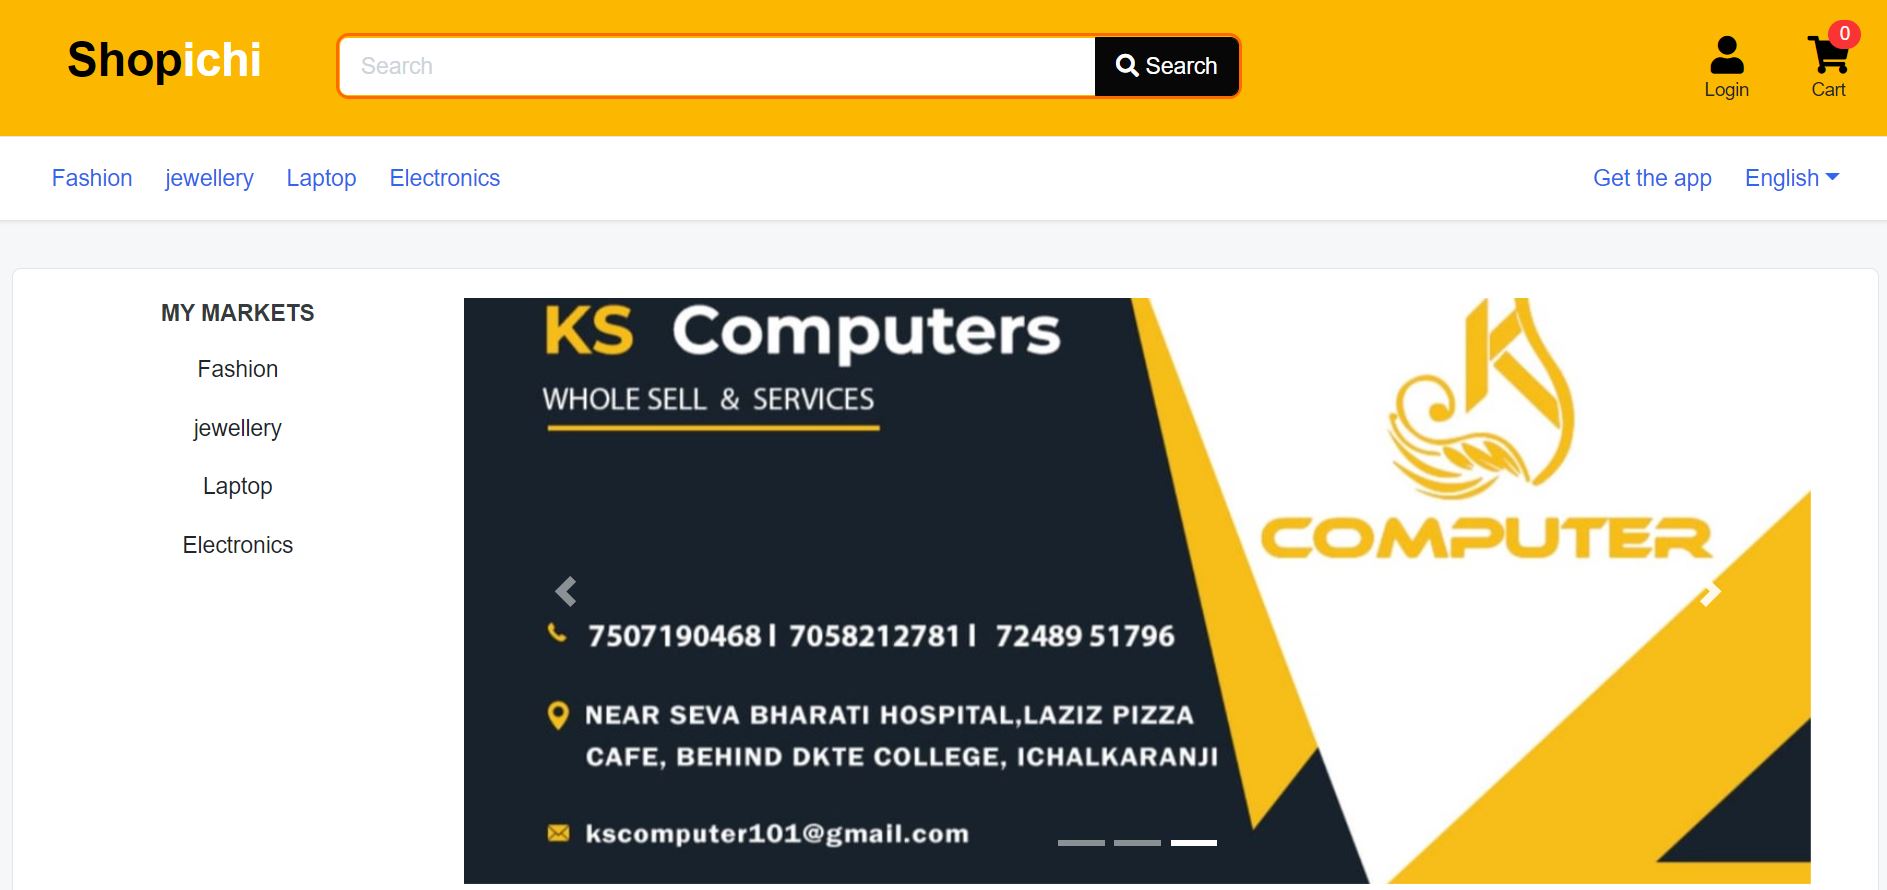 Shopichi
Search
Search
0
Login
Cart
Fashion
jewellery
Laptop
Electronics
Get the app
English
MY MARKETS
Fashion
jewellery
Laptop
Electronics
KS Computers
WHOLE SELL & SERVICES
7507190468 | 7058212781 | 72489 51796
NEAR SEVA BHARATI HOSPITAL,LAZIZ PIZZA
CAFE, BEHIND DKTE COLLEGE, ICHALKARANJI
kscomputer101@gmail.com
K
COMPUTER